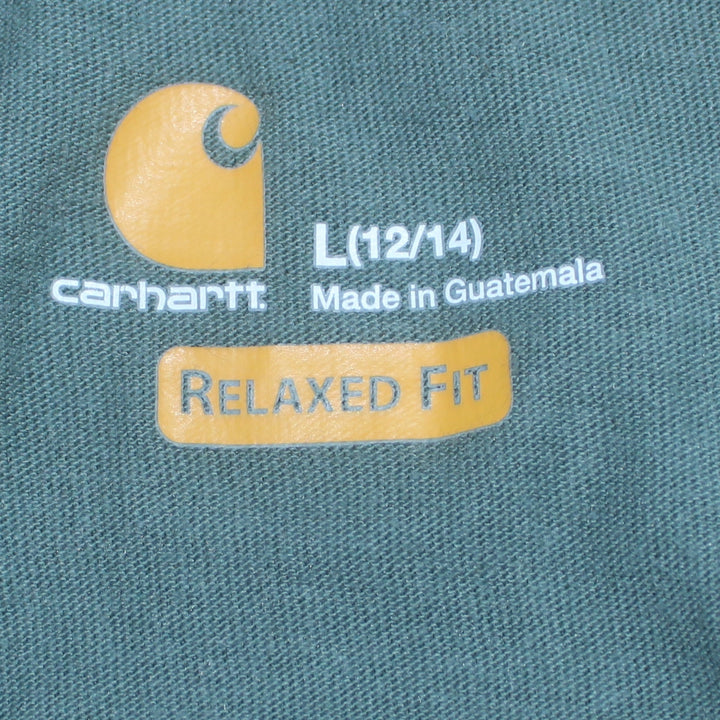 L(12/14)
carhartt.
Made in Guatemala
RELAXED FIT